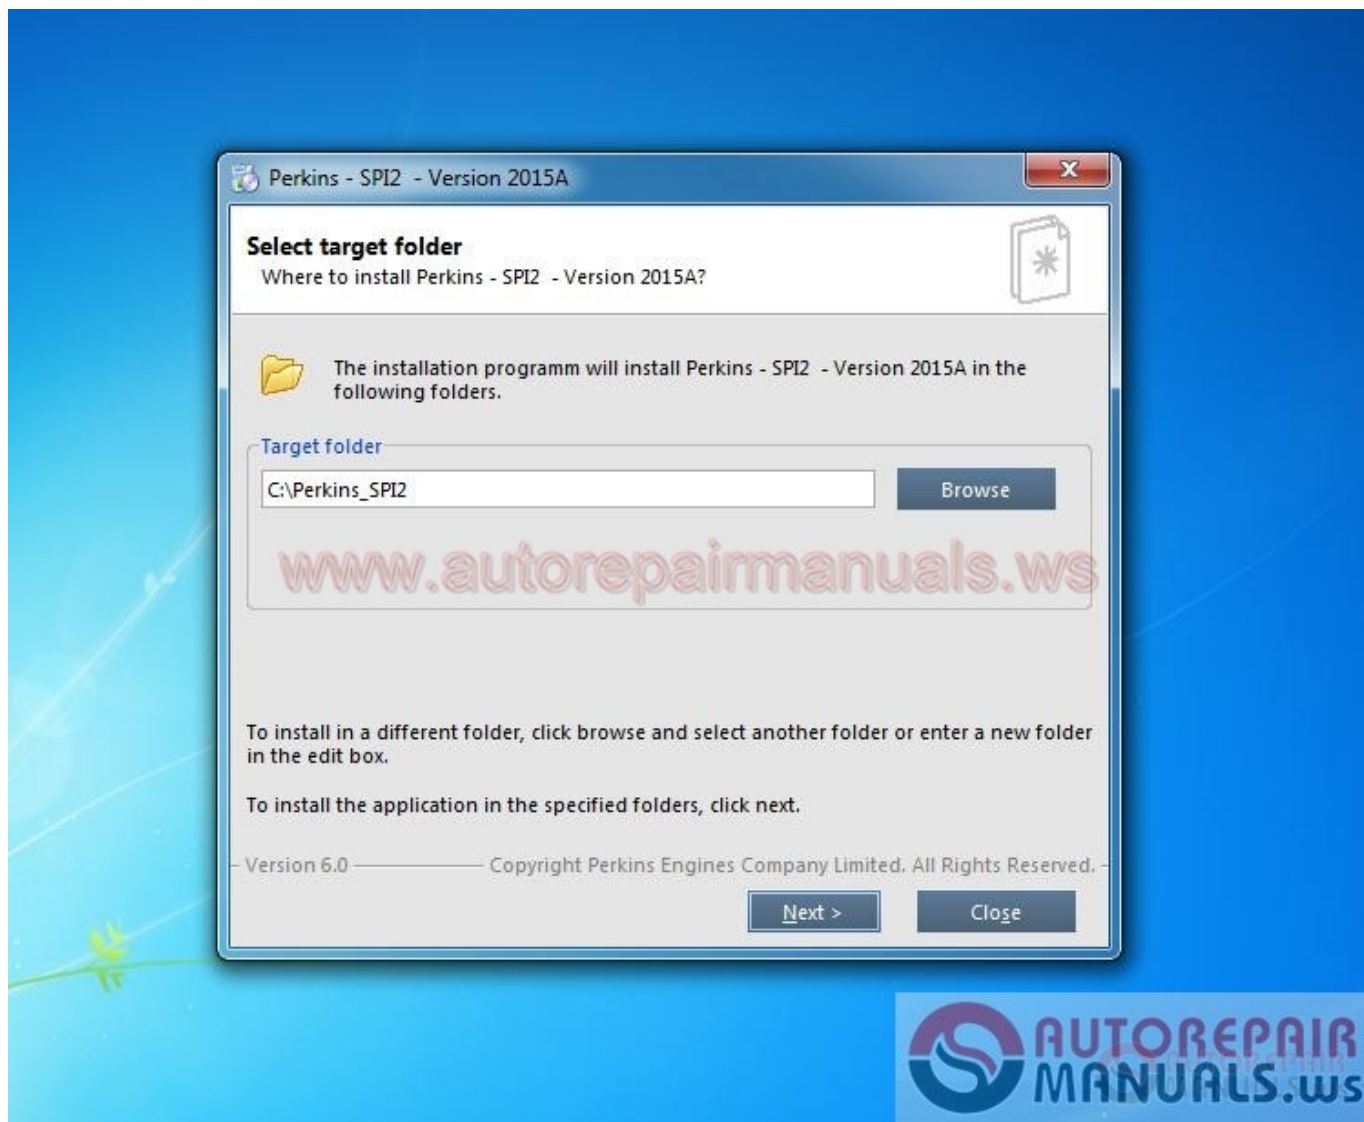 Perkins - SPI2 - Version 2015A
X
Select target folder
Where to install Perkins - SPI2 - Version 2015A?
The installation programm will install Perkins - SPI2 - Version 2015A in the
following folders.
Target folder
C:\Perkins_SPI2
Browse
www.autorepairmanuals.ws
To install in a different folder, click browse and select another folder or enter a new folder
in the edit box.
To install the application in the specified folders, click next.
Version 6.0
Copyright Perkins Engines Company Limited. All Rights Reserved.
Next >
Close
AUTOREPAIR
MANUALS.ws